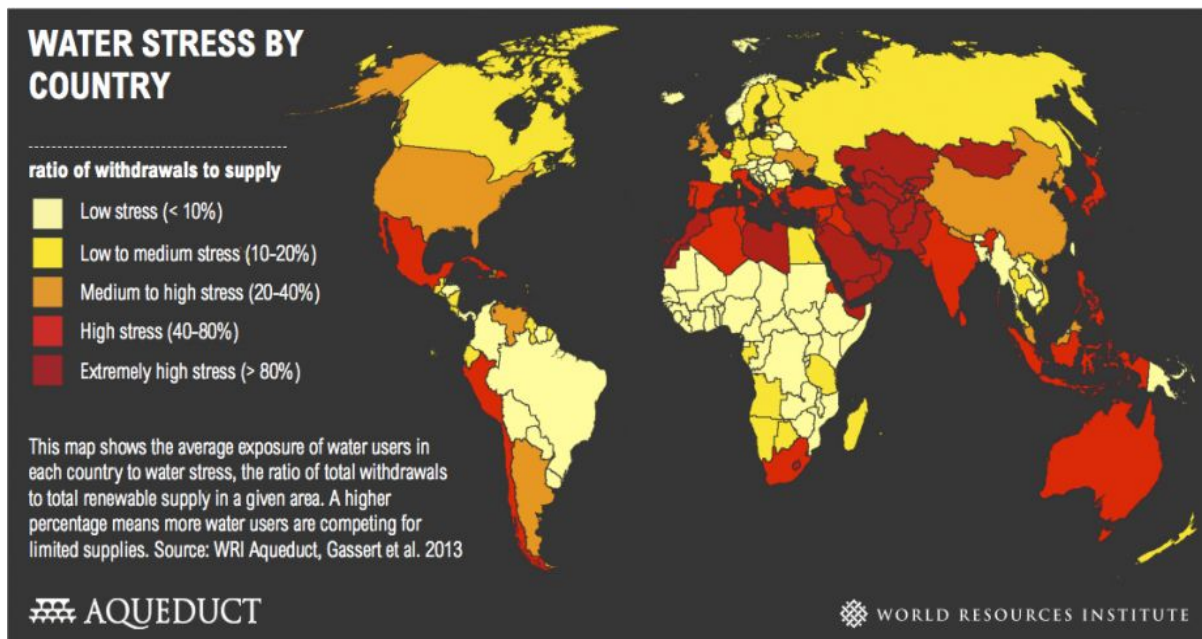 WATER STRESS BY
COUNTRY
ratio of withdrawals to supply
Low stress (< 10%)
Low to medium stress (10-20%)
Medium to high stress (20-40%)
High stress (40-80%)
Extremely high stress (> 80%)
This map shows the average exposure of water users in
each country to water stress, the ratio of total withdrawals
to total renewable supply in a given area. A higher
percentage means more water users are competing for
limited supplies. Source: WRI Aqueduct, Gassert et al. 2013
AQUEDUCT
WORLD RESOURCES INSTITUTE